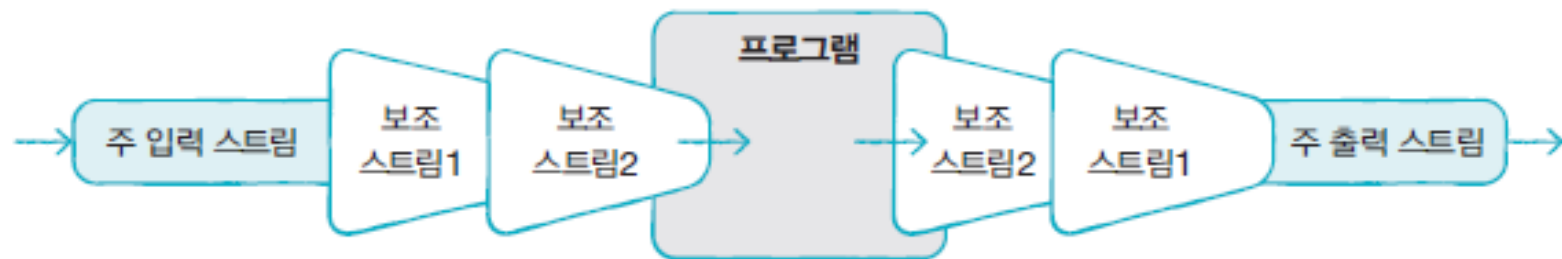 프로그램
주 입력 스트림
보조
스트림1
보조
스트림2
보조
스트림2
보조
스트림1
주 출력 스트림